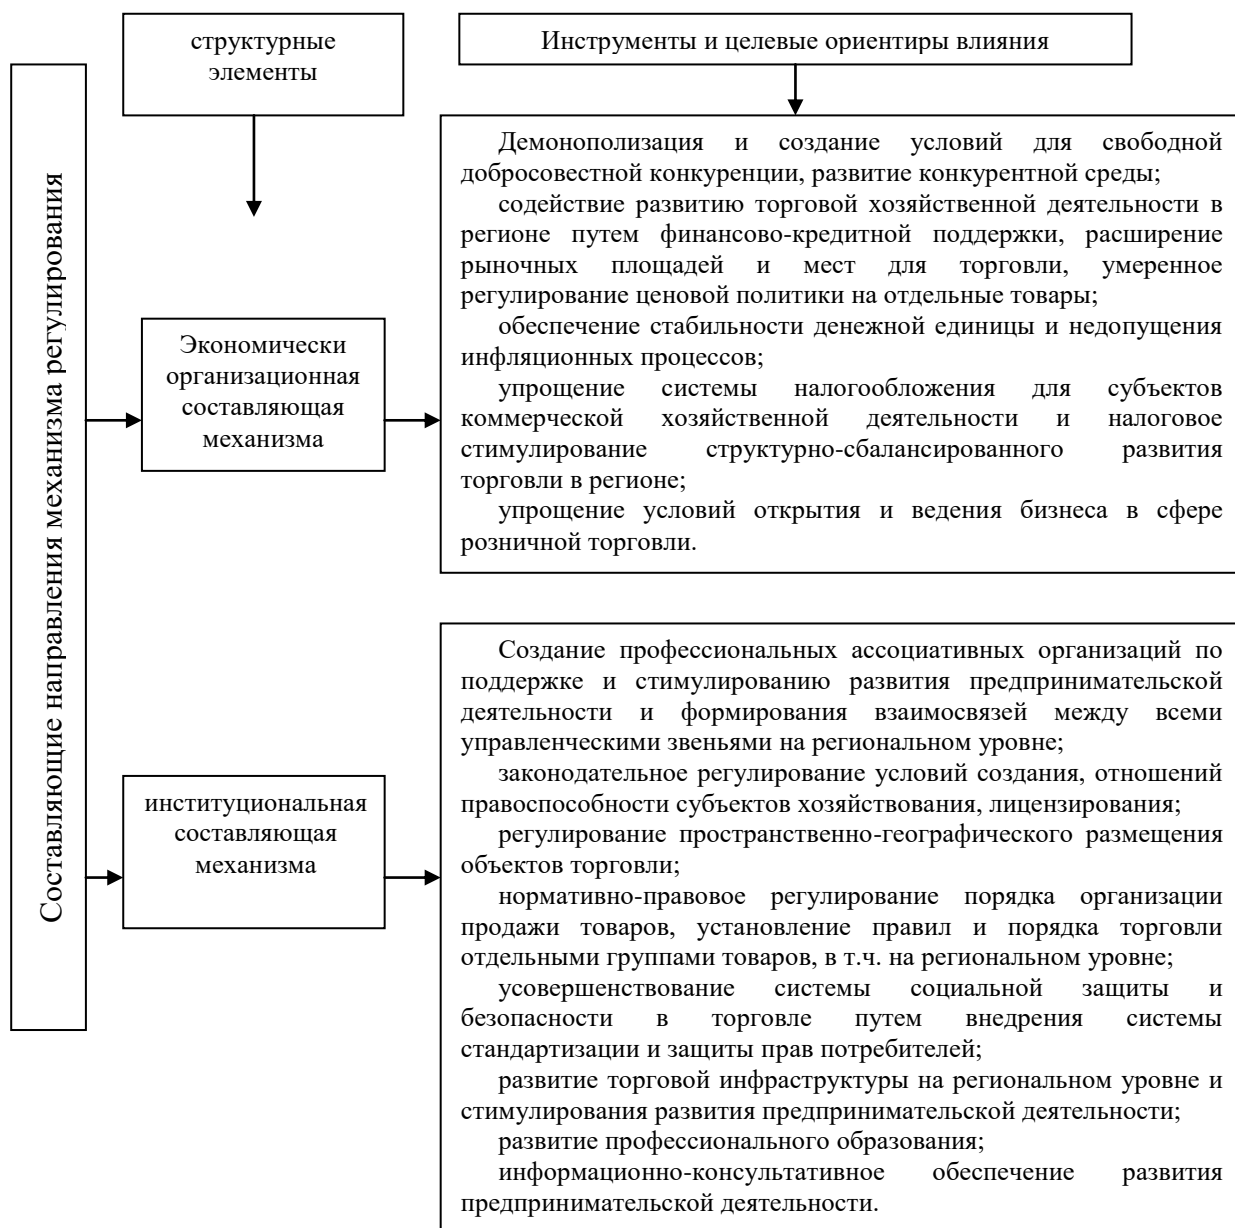 структурные
элементы
Инструменты и целевые ориентиры влияния
Составляющие направления механизма регулирования
Демонополизация и создание условий для свободной
добросовестной конкуренции, развитие конкурентной среды;
содействие развитию торговой хозяйственной деятельности в
регионе путем финансово-кредитной поддержки, расширение
рыночных площадей и мест для торговли, умеренное
регулирование ценовой политики на отдельные товары;
обеспечение стабильности денежной единицы и недопущения
инфляционных процессов;
упрощение системы налогообложения для субъектов
коммерческой хозяйственной деятельности и налоговое
стимулирование структурно-сбалансированного развития
торговли в регионе;
упрощение условий открытия и ведения бизнеса в сфере
розничной торговли.
Экономически
организационная
составляющая
механизма
Создание профессиональных ассоциативных организаций по
поддержке и стимулированию развития предпринимательской
деятельности и формирования взаимосвязей между всеми
управленческими звеньями на региональном уровне;
законодательное регулирование условий создания, отношений
правоспособности субъектов хозяйствования, лицензирования;
регулирование пространственно-географического размещения
объектов торговли;
нормативно-правовое регулирование порядка организации
продажи товаров, установление правил и порядка торговли
отдельными группами товаров, в т.ч. на региональном уровне;
усовершенствование системы социальной защиты и
безопасности в торговле путем внедрения системы
стандартизации и защиты прав потребителей;
развитие торговой инфраструктуры на региональном уровне и
стимулирования развития предпринимательской деятельности;
развитие профессионального образования;
информационно-консультативное обеспечение развития
предпринимательской деятельности.
институциональная
составляющая
механизма